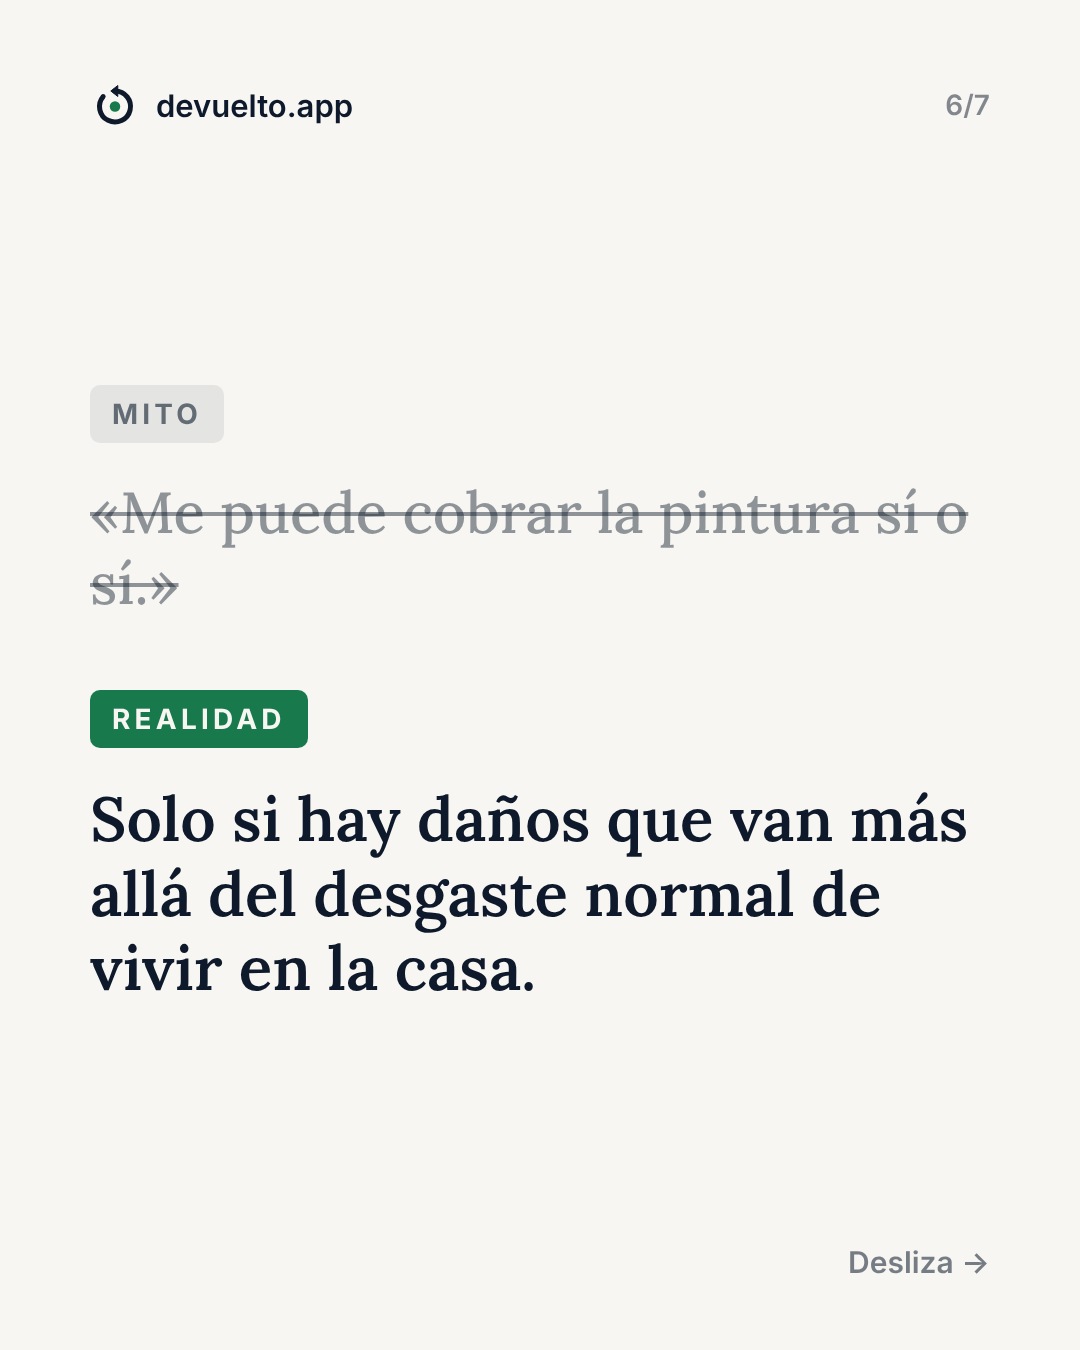 devuelto.app
6/7
MITO
«Me puede cobrar la pintura sí o
sí.»
REALIDAD
Solo si hay daños que van más
allá del desgaste normal de
vivir en la casa.
Desliza →